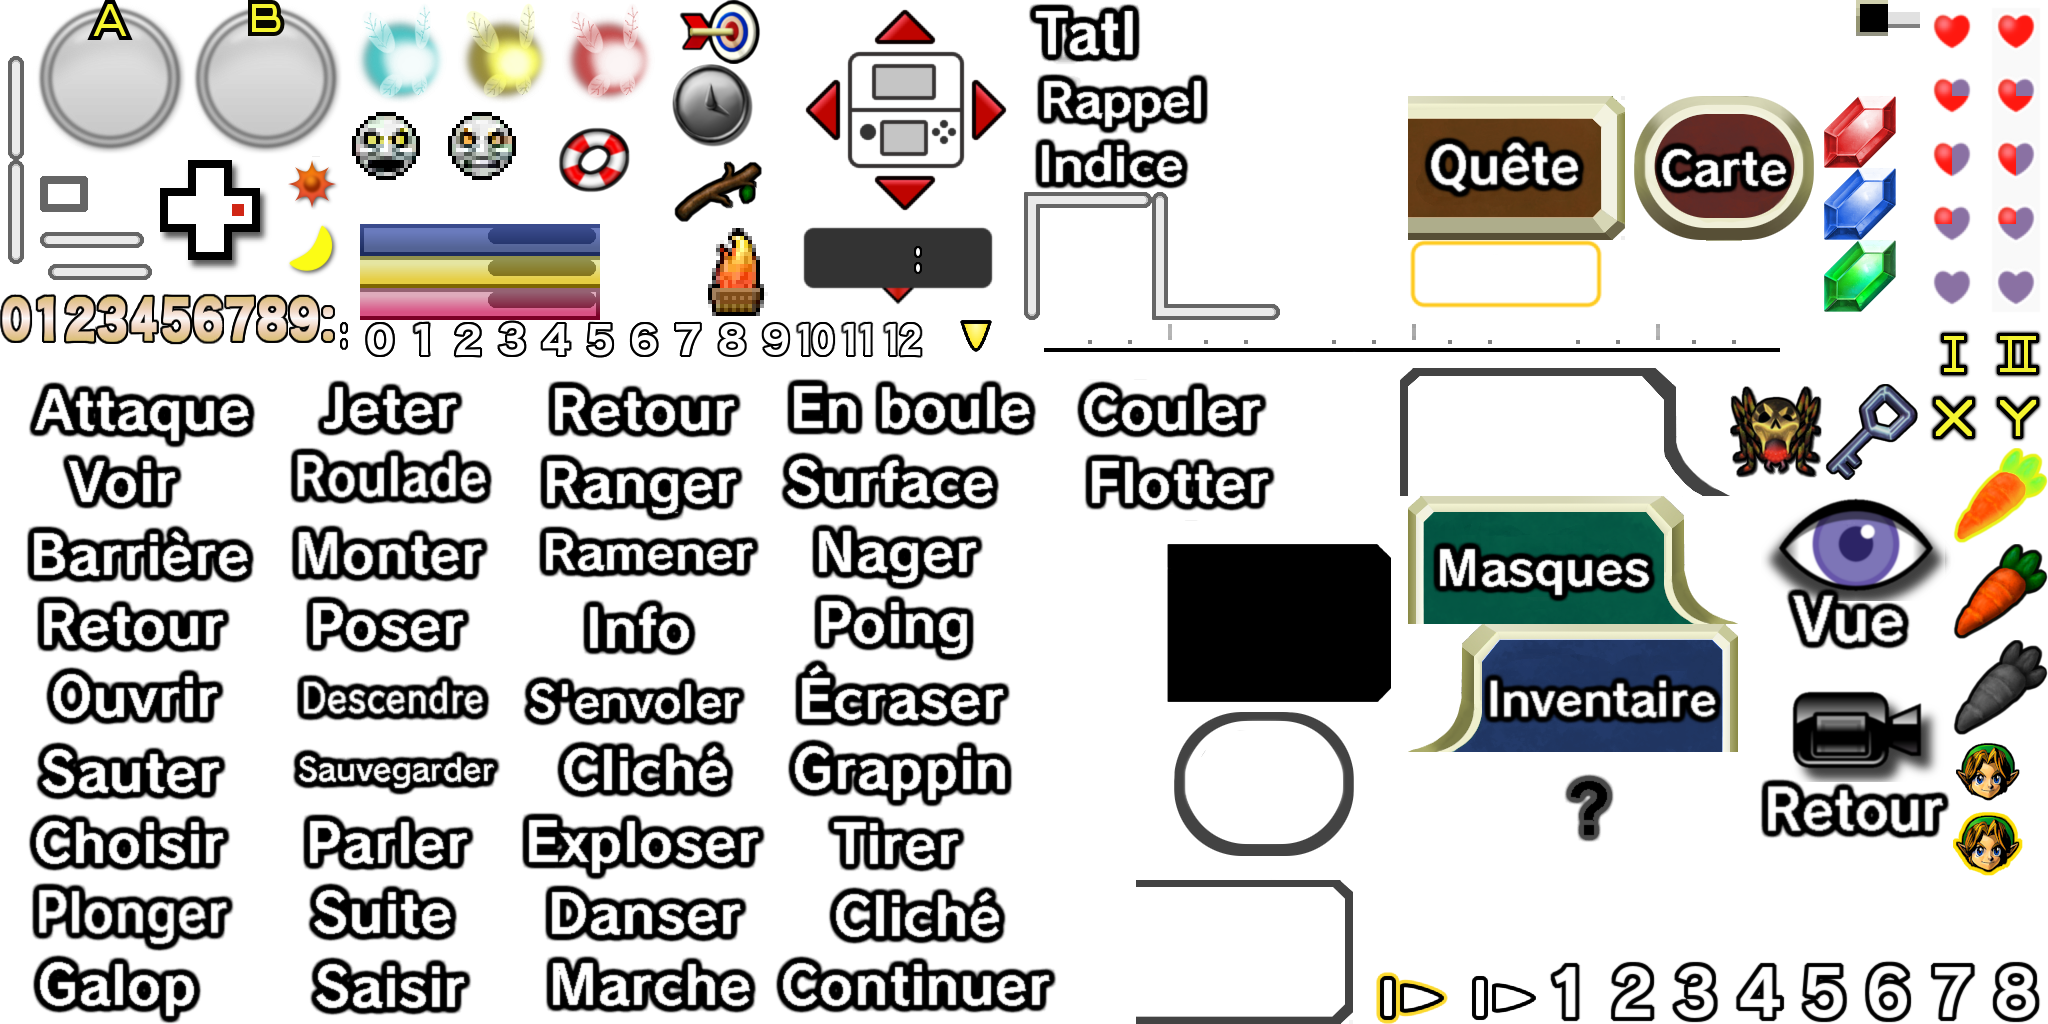 A B
Tatl
Rappel
Indice
Quête
Carte
0123456789:
:
:
0 1 2 3 4 5 6 7 8 9 10 11 12
I II
X Y
Attaque Jeter Retour En boule Couler
Voir Roulade Ranger Surface Flotter
Barrière Monter Ramener Nager
Retour Poser Info Poing
Ouvrir Descendre S'envoler Écraser
Sauter Sauvegarder Cliché Grappin
Choisir Parler Exploser Tirer
Plonger Suite Danser Cliché
Galop Saisir Marche Continuer
Masques
Inventaire
Vue
Retour
?
1 2 3 4 5 6 7 8